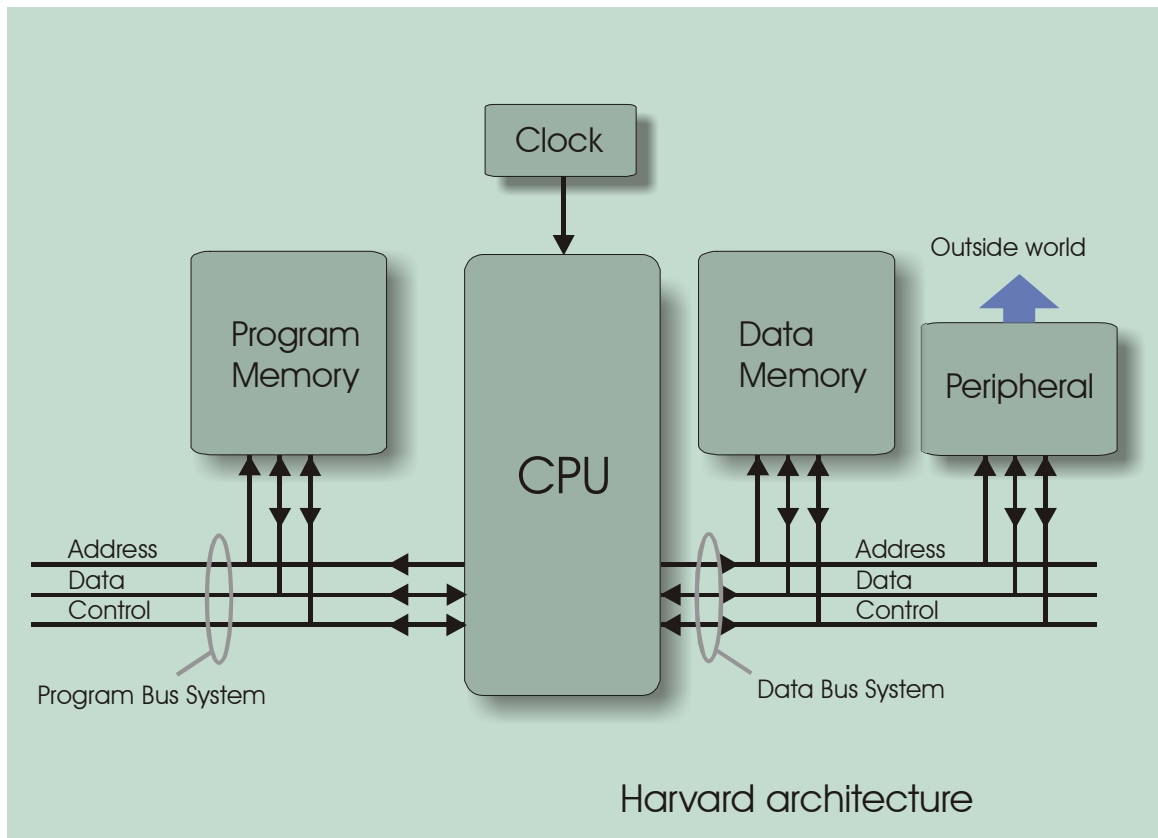 Clock
Outside world
Program
Memory
Data
Memory
Peripheral
CPU
Address
Data
Control
Address
Data
Control
Program Bus System
Data Bus System
Harvard architecture